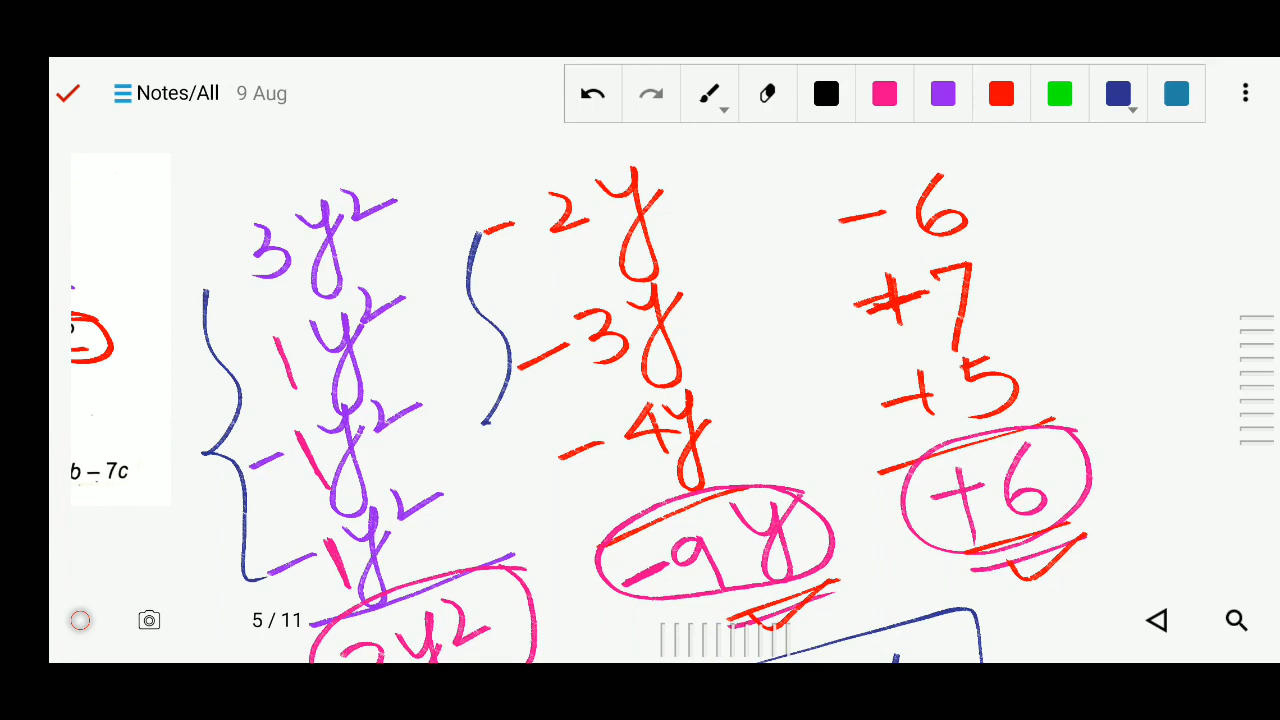 Notes/All 9 Aug
3y²
1y²
- 1y²
- 1y²
2y²
- 2y
- 3y
- 4y
- 9y
- 6
+7
+5
+6
b – 7c
5 / 11